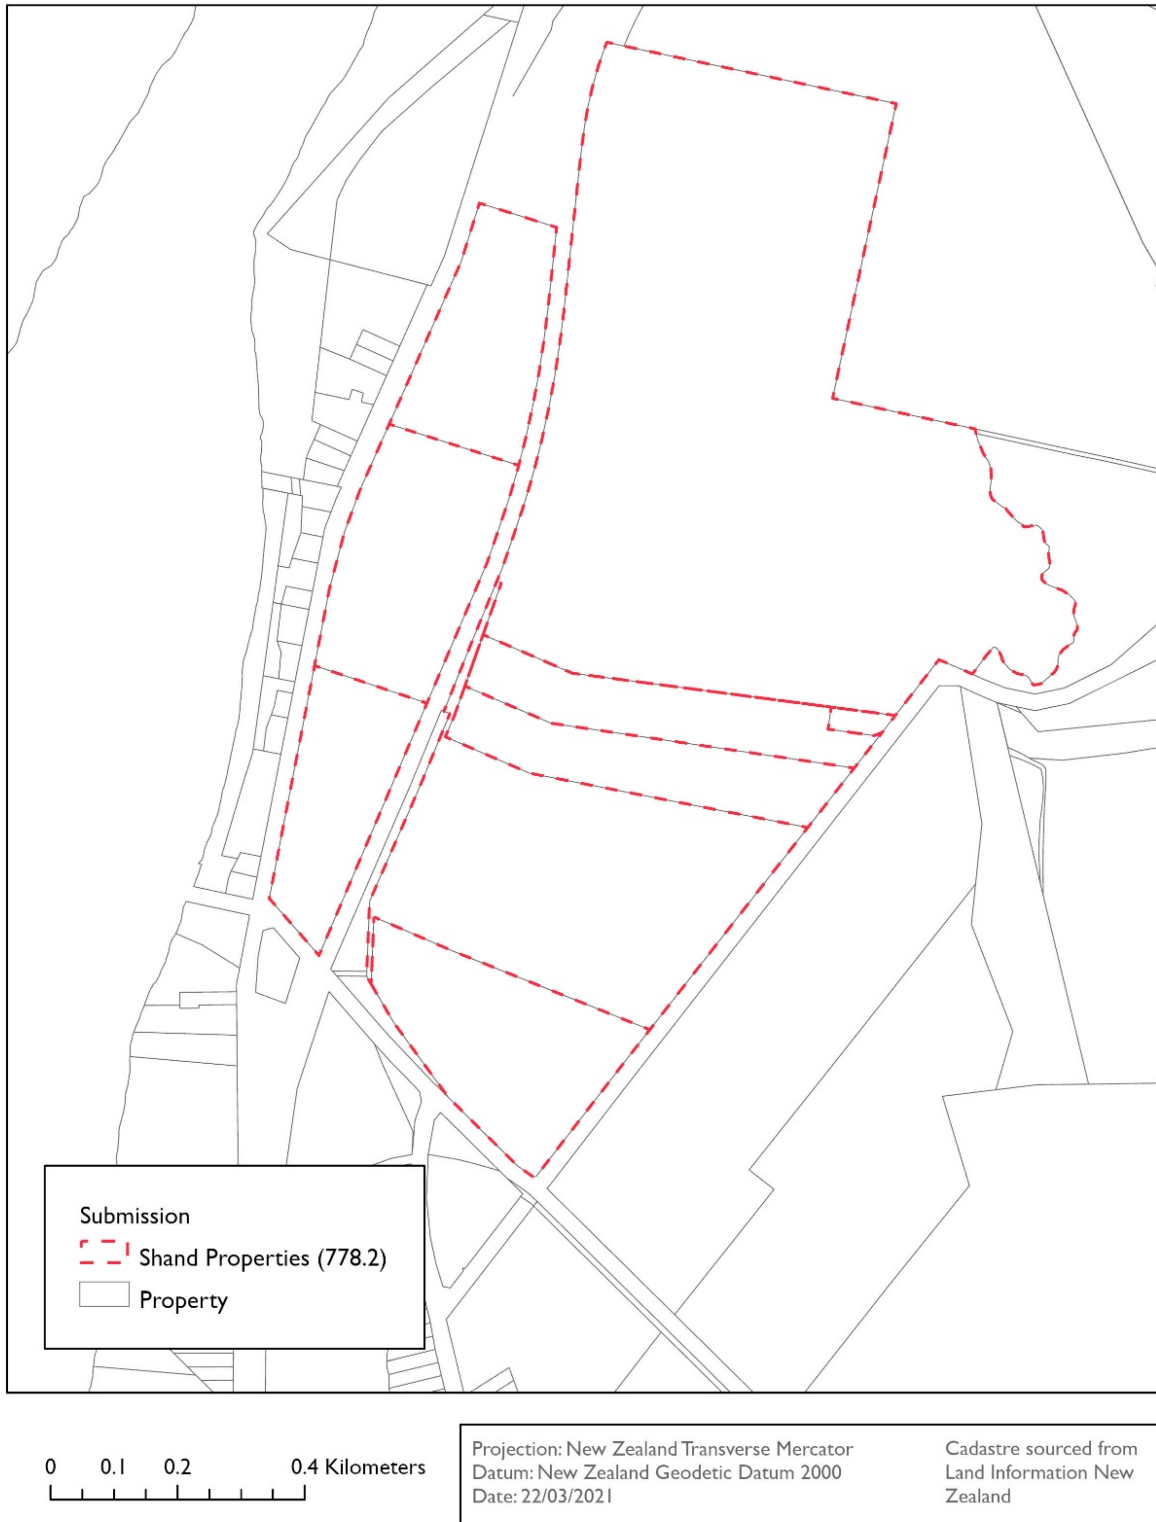 Submission
Shand Properties (778.2)
Property
0 0.1 0.2 0.4 Kilometers
Projection: New Zealand Transverse Mercator
Datum: New Zealand Geodetic Datum 2000
Date: 22/03/2021
Cadastre sourced from
Land Information New
Zealand